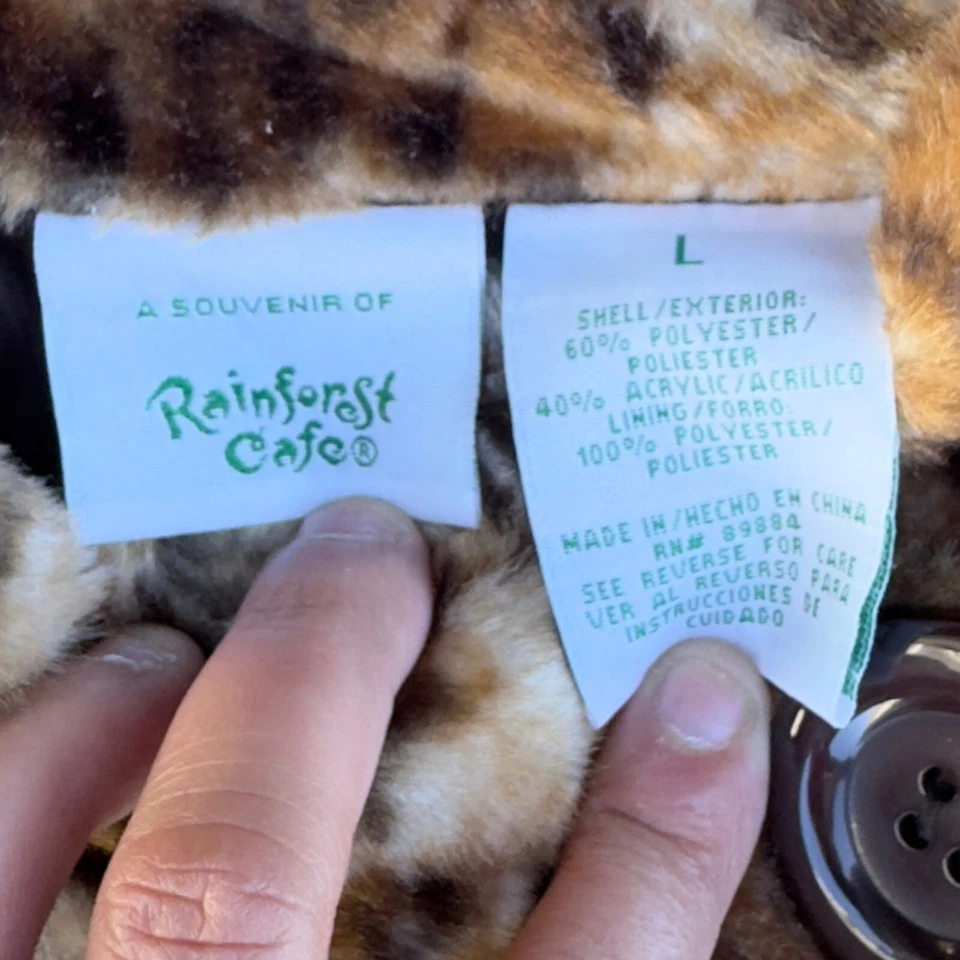 A SOUVENIR OF
Rainforest
Cafe®
L
SHELL/EXTERIOR:
60% POLYESTER/
POLIESTER
40% ACRYLIC/ACRILICO
LINING/FORRO:
100% POLYESTER/
POLIESTER
MADE IN/HECHO EN CHINA
RN# 89884
SEE REVERSE FOR CARE
VER AL REVERSO PARA
INSTRUCCIONES DE
CUIDADO